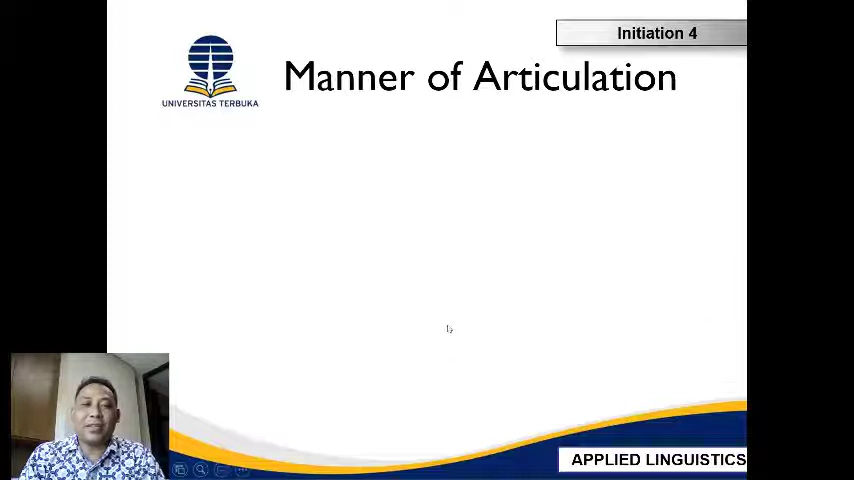 Initiation 4
Manner of Articulation
UNIVERSITAS TERBUKA
APPLIED LINGUISTICS